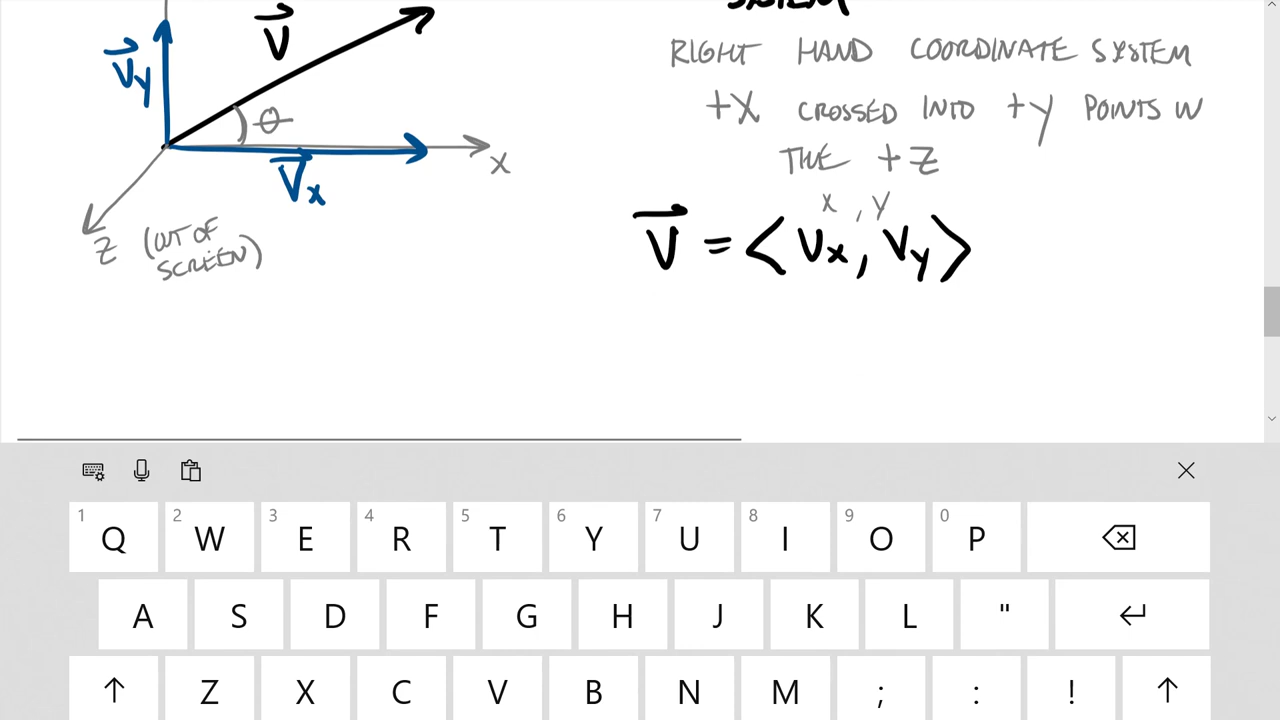 SYSTEM
V
Vy
θ
X
Vx
Z (OUT OF
SCREEN)
RIGHT HAND COORDINATE SYSTEM
+X CROSSED INTO +y POINTS IN
THE +Z
x , y
V = <Vx, Vy>
1 2 3 4 5 6 7 8 9 0
Q W E R T Y U I O P
A S D F G H J K L "
Z X C V B N M ; : !